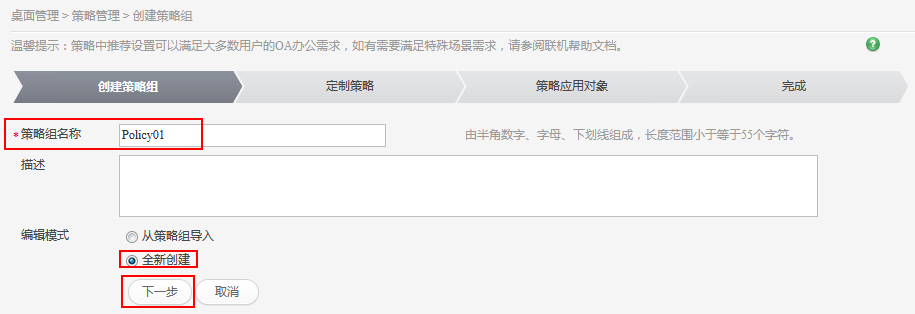 桌面管理 > 策略管理 > 创建策略组
温馨提示：策略中推荐设置可以满足大多数用户的OA办公需求，如有需要满足特殊场景需求，请参阅联机帮助文档。
?
创建策略组 定制策略 策略应用对象 完成
*策略组名称 Policy01 由半角数字、字母、下划线组成，长度范围小于等于55个字符。
描述
编辑模式 从策略组导入
全新创建
下一步 取消